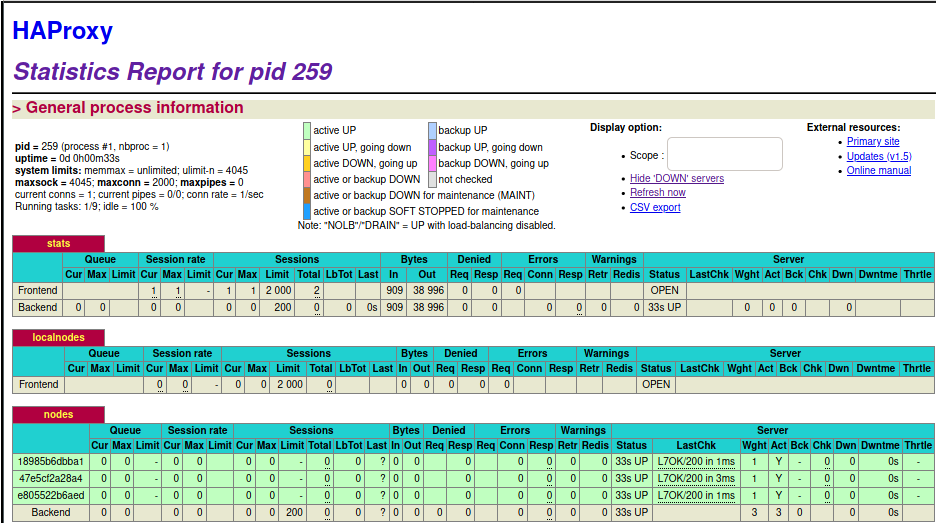 HAProxy
Statistics Report for pid 259
> General process information
pid = 259 (process #1, nbproc = 1)
uptime = 0d 0h00m33s
system limits: memmax = unlimited; ulimit-n = 4045
maxsock = 4045; maxconn = 2000; maxpipes = 0
current conns = 1; current pipes = 0/0; conn rate = 1/sec
Running tasks: 1/9; idle = 100 %
active UP backup UP
active UP, going down backup UP, going down
active DOWN, going up backup DOWN, going up
active or backup DOWN not checked
active or backup DOWN for maintenance (MAINT)
active or backup SOFT STOPPED for maintenance
Note: "NOLB"/"DRAIN" = UP with load-balancing disabled.
Display option:
• Scope :
• Hide 'DOWN' servers
• Refresh now
• CSV export
External resources:
• Primary site
• Updates (v1.5)
• Online manual
stats
Queue Session rate Sessions Bytes Denied Errors Warnings Server
Cur Max Limit Cur Max Limit Cur Max Limit Total LbTot Last In Out Req Resp Req Conn Resp Retr Redis Status LastChk Wght Act Bck Chk Dwn Dwntme Thrtle
Frontend 1 1 - 1 1 2 000 2 909 38 996 0 0 0 OPEN
Backend 0 0 0 0 0 0 200 0 0 0s 909 38 996 0 0 0 0 0 0 33s UP 0 0 0 0
localnodes
Queue Session rate Sessions Bytes Denied Errors Warnings Server
Cur Max Limit Cur Max Limit Cur Max Limit Total LbTot Last In Out Req Resp Req Conn Resp Retr Redis Status LastChk Wght Act Bck Chk Dwn Dwntme Thrtle
Frontend 0 0 - 0 0 2 000 0 0 0 0 0 0 OPEN
nodes
Queue Session rate Sessions Bytes Denied Errors Warnings Server
Cur Max Limit Cur Max Limit Cur Max Limit Total LbTot Last In Out Req Resp Req Conn Resp Retr Redis Status LastChk Wght Act Bck Chk Dwn Dwntme Thrtle
18985b6dbba1 0 0 - 0 0 0 0 - 0 0 ? 0 0 0 0 0 0 0 33s UP L7OK/200 in 1ms 1 Y - 0 0 0s -
47e5cf2a28a4 0 0 - 0 0 0 0 - 0 0 ? 0 0 0 0 0 0 0 33s UP L7OK/200 in 3ms 1 Y - 0 0 0s -
e805522b6aed 0 0 - 0 0 0 0 - 0 0 ? 0 0 0 0 0 0 0 33s UP L7OK/200 in 1ms 1 Y - 0 0 0s -
Backend 0 0 0 0 0 0 200 0 0 ? 0 0 0 0 0 0 0 0 33s UP 3 3 0 0 0s